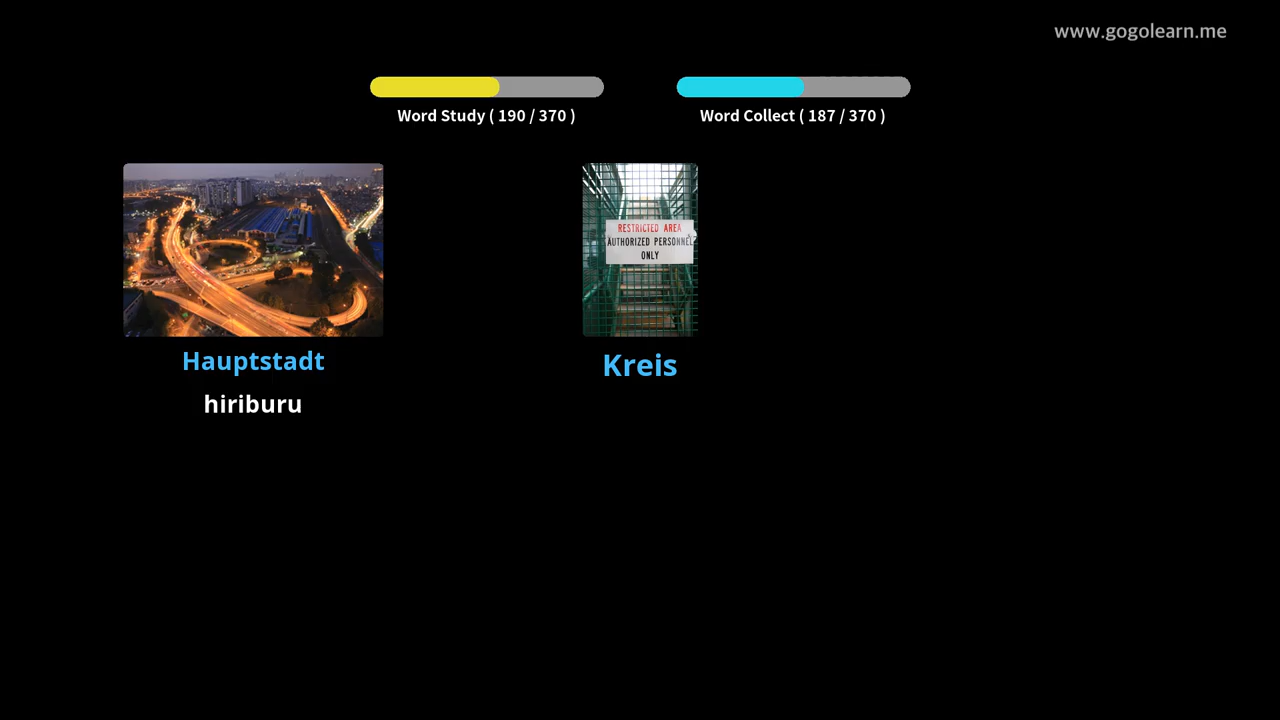 www.gogolearn.me
Word Study ( 190 / 370 )
Word Collect ( 187 / 370 )
RESTRICTED AREA
AUTHORIZED PERSONNEL
ONLY
Hauptstadt
hiriburu
Kreis